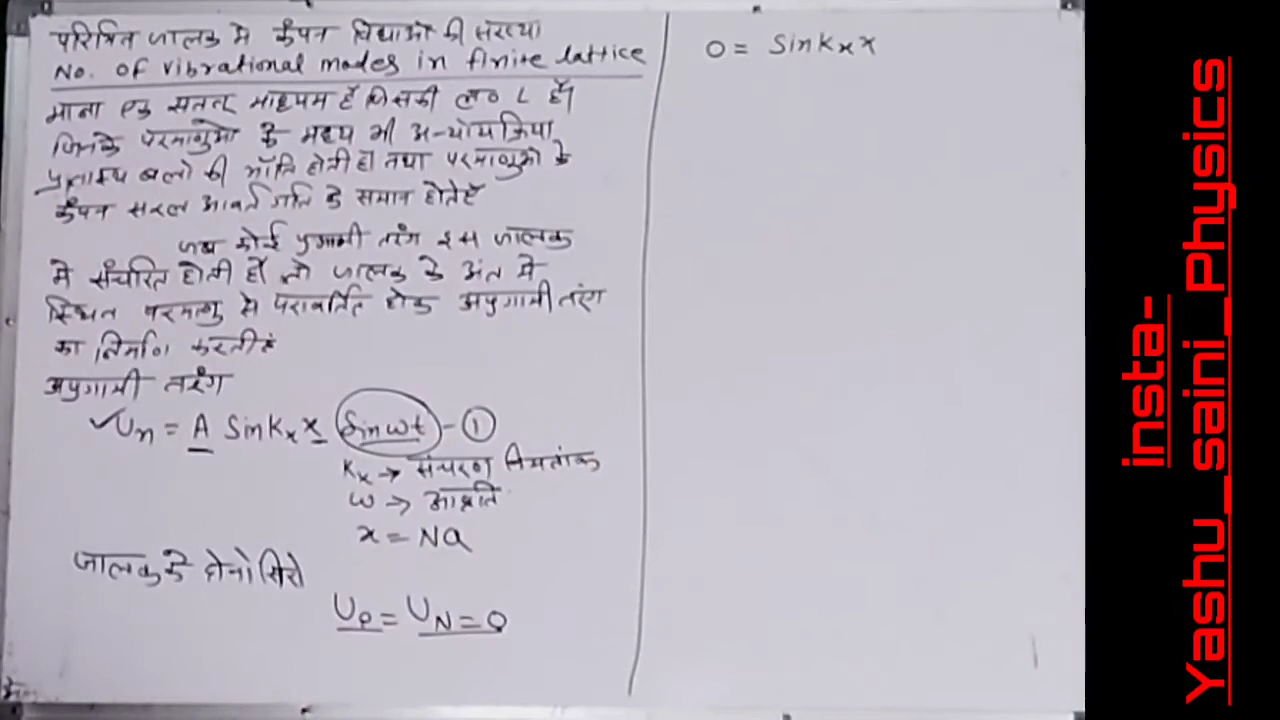 परिमित जालक मे कँपन विधाओ की संख्या
No. of vibrational modes in finite lattice
माना एक सतत् माध्यम है जिसकी ल० L है।
जिनके परमाणुओ के मध्य भी अन्योयक्रिया
प्रत्यास्थ बलो की भाँति होती है तथा परमाणुओ के
कँपन सरल आवर्त गति के समान होते है
जब कोई प्रगामी तरंग इस जालक
मे संचरित होती है तो जालक के अंत मे
स्थित परमाणु से परावर्तित होक अप्रगामी तरंग
का निर्माण करती है
अप्रगामी तरंग
Un = A Sin Kx x Sin ωt - ①
Kx → संचरण नियतांक
ω → आवृति
x = Na
जालक के दोनो सिरो
U0 = UN = 0
0 = Sin Kx x
insta-
Yashu_saini_Physics